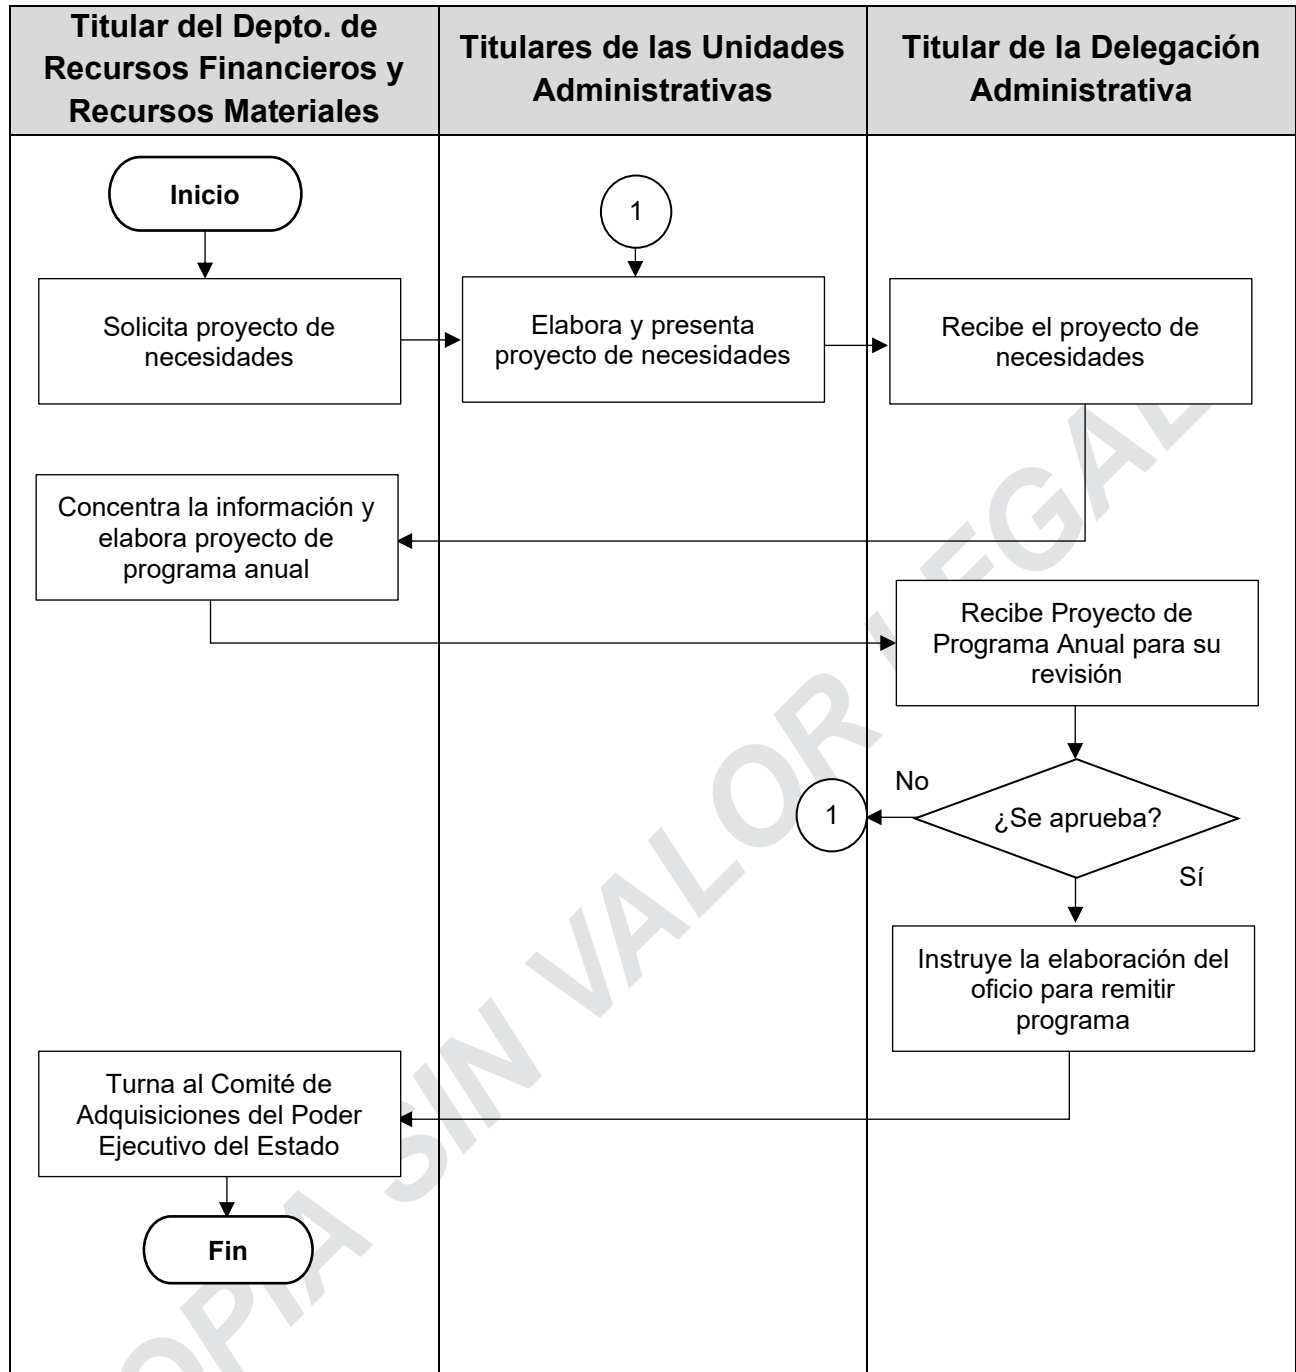 Titular del Depto. de
Recursos Financieros y
Recursos Materiales
Titulares de las Unidades
Administrativas
Titular de la Delegación
Administrativa
Inicio
1
Solicita proyecto de
necesidades
Elabora y presenta
proyecto de necesidades
Recibe el proyecto de
necesidades
Concentra la información y
elabora proyecto de
programa anual
Recibe Proyecto de
Programa Anual para su
revisión
No
1
¿Se aprueba?
Sí
Instruye la elaboración del
oficio para remitir
programa
Turna al Comité de
Adquisiciones del Poder
Ejecutivo del Estado
Fin
OPIA SIN VALOR LEGAL